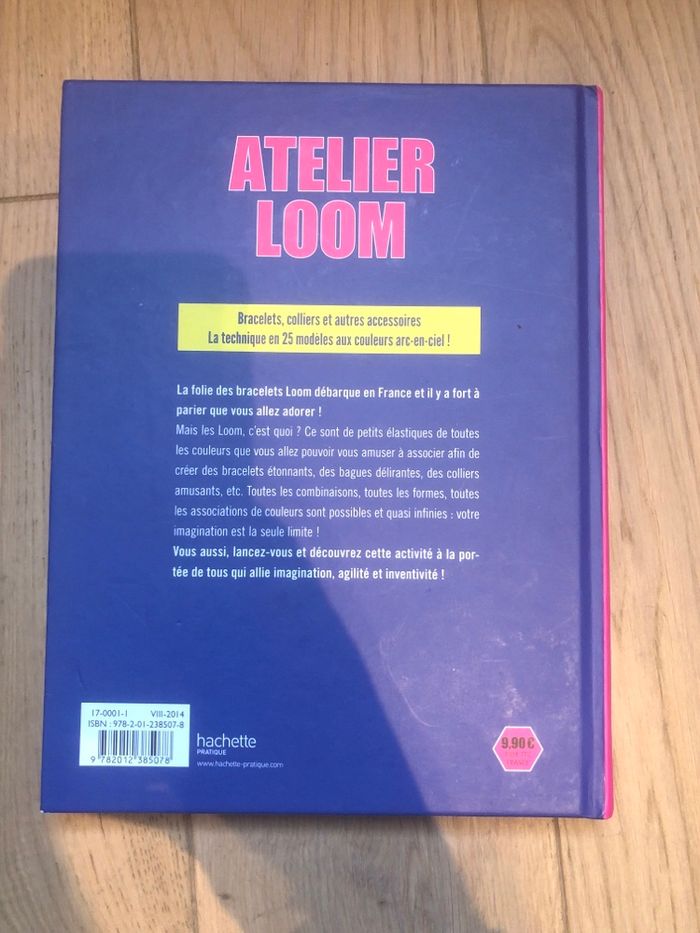 ATELIER
LOOM
Bracelets, colliers et autres accessoires
La technique en 25 modèles aux couleurs arc-en-ciel !
La folie des bracelets Loom débarque en France et il y a fort à
parier que vous allez adorer !
Mais les Loom, c'est quoi ? Ce sont de petits élastiques de toutes
les couleurs que vous allez pouvoir vous amuser à associer afin de
créer des bracelets étonnants, des bagues délirantes, des colliers
amusants, etc. Toutes les combinaisons, toutes les formes, toutes
les associations de couleurs sont possibles et quasi infinies : votre
imagination est la seule limite !
Vous aussi, lancez-vous et découvrez cette activité à la por-
tée de tous qui allie imagination, agilité et inventivité !
17-0001-1 VIII-2014
ISBN : 978-2-01-238507-8
9 782012 385078
hachette
PRATIQUE
www.hachette-pratique.com
9,90 €
FRANCE